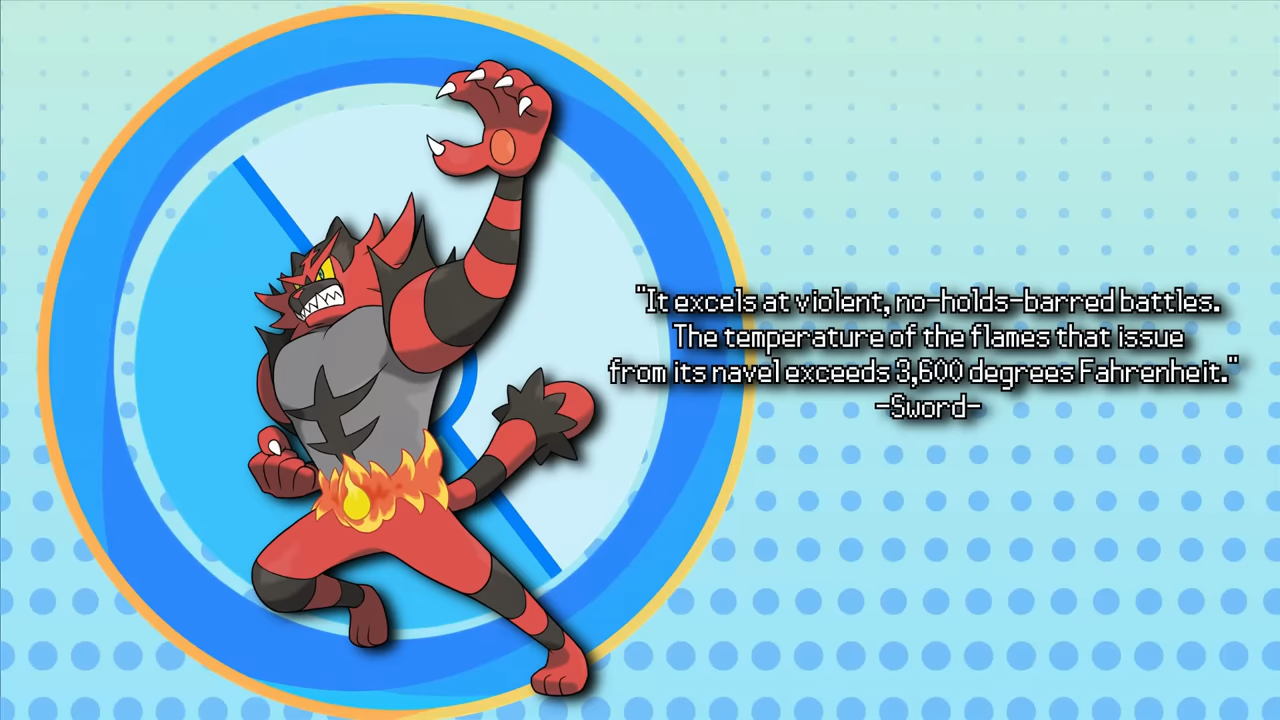 "It excels at violent, no-holds-barred battles.
The temperature of the flames that issue
from its navel exceeds 3,600 degrees Fahrenheit."
-Sword-